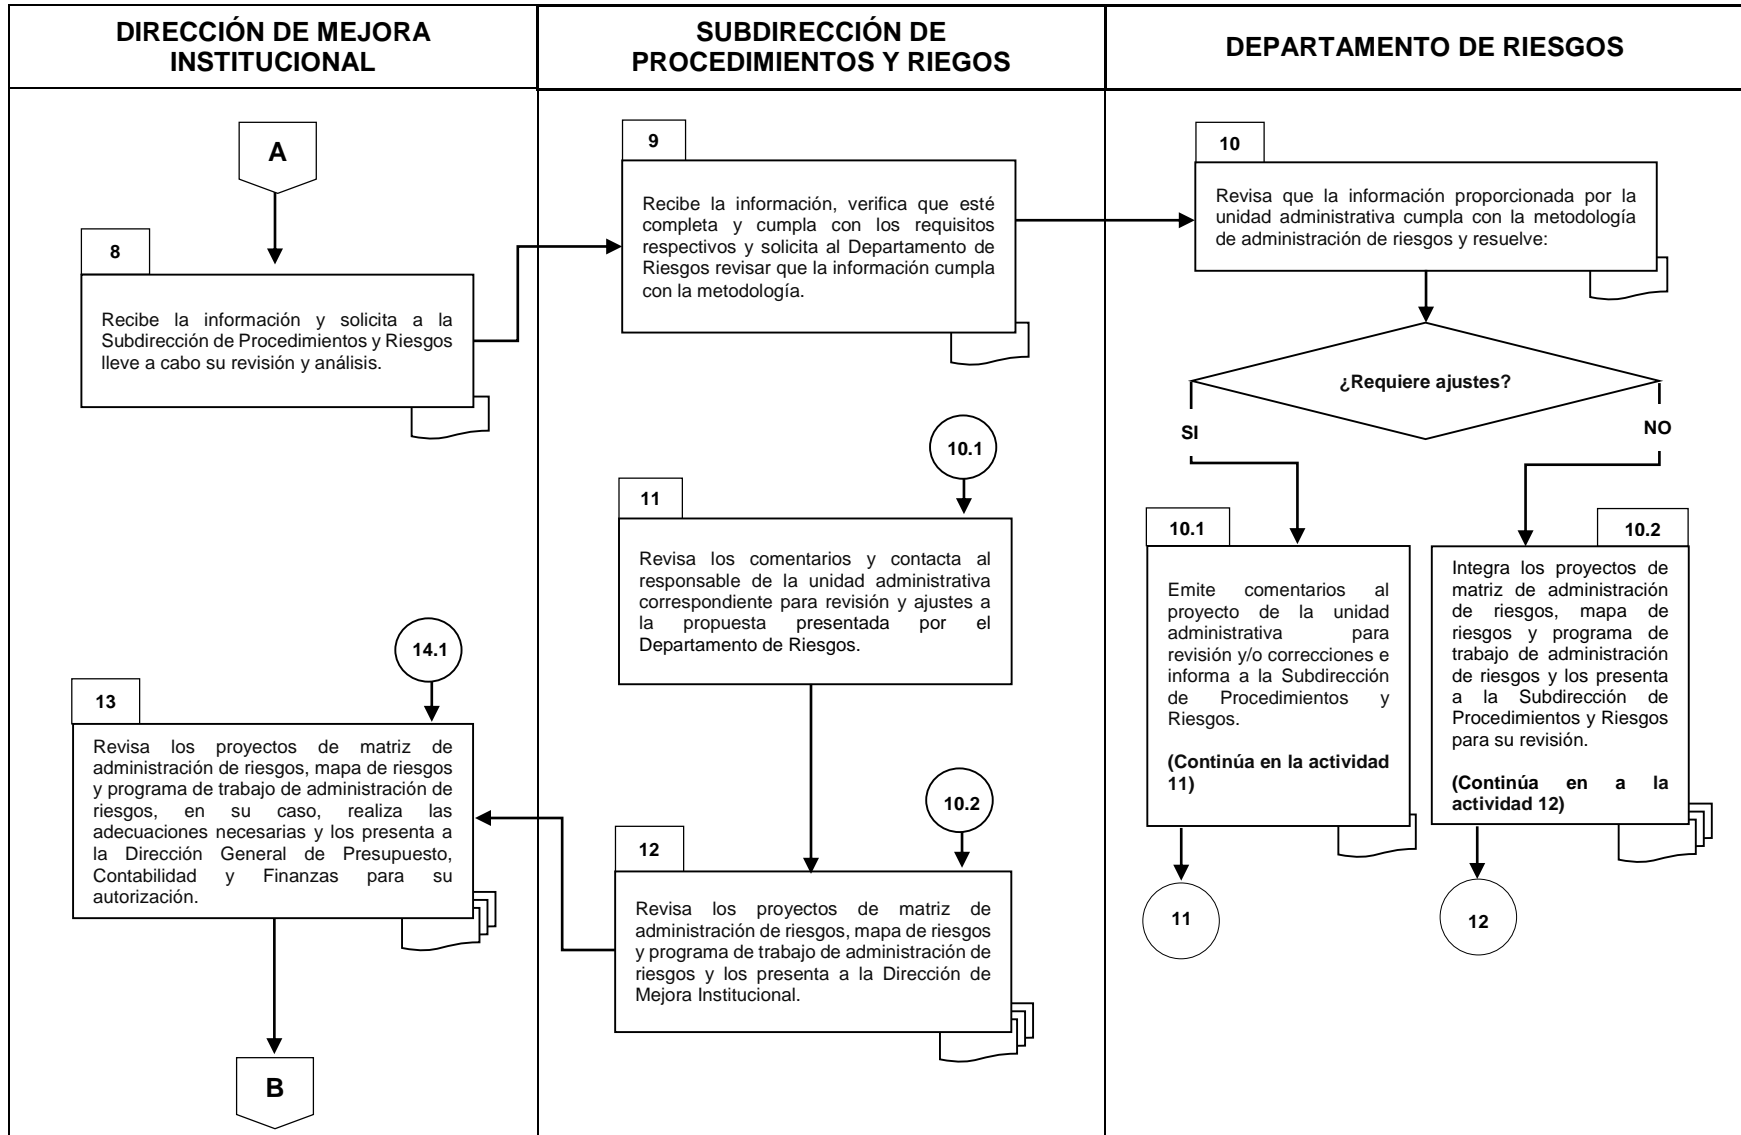 DIRECCIÓN DE MEJORA
INSTITUCIONAL
SUBDIRECCIÓN DE
PROCEDIMIENTOS Y RIEGOS
DEPARTAMENTO DE RIESGOS
A
8
Recibe la información y solicita a la
Subdirección de Procedimientos y Riesgos
lleve a cabo su revisión y análisis.
9
Recibe la información, verifica que esté
completa y cumpla con los requisitos
respectivos y solicita al Departamento de
Riesgos revisar que la información cumpla
con la metodología.
10
Revisa que la información proporcionada por la
unidad administrativa cumpla con la metodología
de administración de riesgos y resuelve:
¿Requiere ajustes?
SI
NO
10.1
Emite comentarios al
proyecto de la unidad
administrativa para
revisión y/o correcciones e
informa a la Subdirección
de Procedimientos y
Riesgos.
(Continúa en la actividad
11)
11
10.2
Integra los proyectos de
matriz de administración
de riesgos, mapa de
riesgos y programa de
trabajo de administración
de riesgos y los presenta
a la Subdirección de
Procedimientos y Riesgos
para su revisión.
(Continúa en a la
actividad 12)
12
10.1
11
Revisa los comentarios y contacta al
responsable de la unidad administrativa
correspondiente para revisión y ajustes a
la propuesta presentada por el
Departamento de Riesgos.
10.2
12
Revisa los proyectos de matriz de
administración de riesgos, mapa de riesgos
y programa de trabajo de administración de
riesgos y los presenta a la Dirección de
Mejora Institucional.
14.1
13
Revisa los proyectos de matriz de
administración de riesgos, mapa de riesgos
y programa de trabajo de administración de
riesgos, en su caso, realiza las
adecuaciones necesarias y los presenta a
la Dirección General de Presupuesto,
Contabilidad y Finanzas para su
autorización.
B